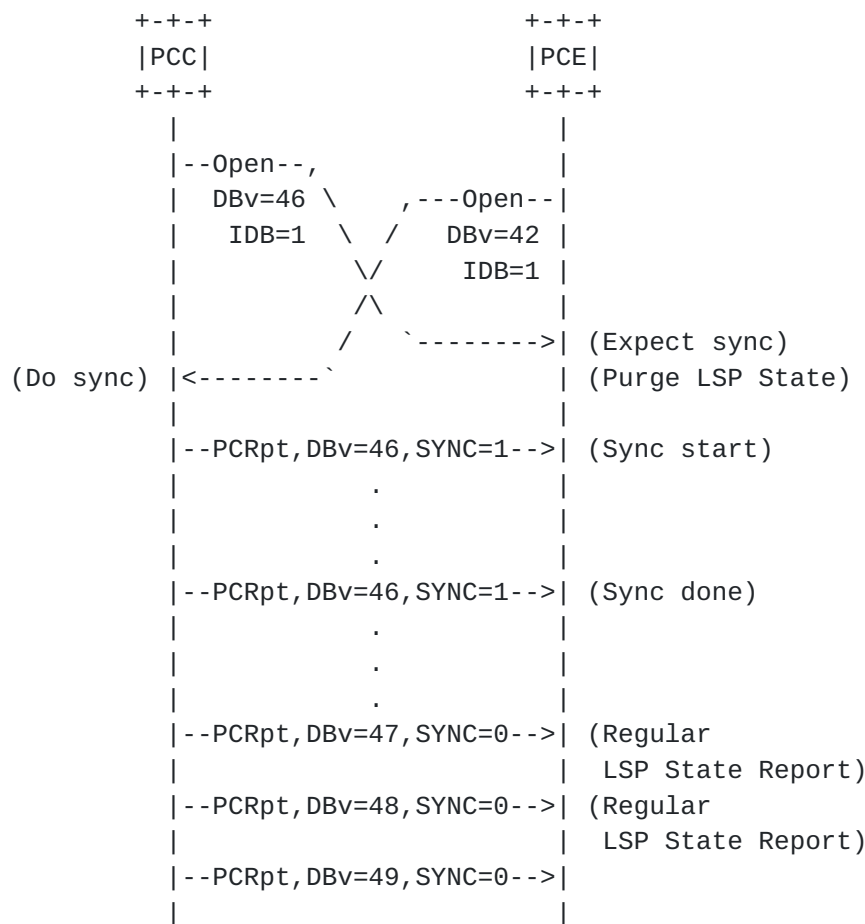 +-+-+                    +-+-+
|PCC|                    |PCE|
+-+-+                    +-+-+
  |                        |
  |--Open--,               |
  |  DBv=46 \    ,---Open--|
  |   IDB=1  \  /   DBv=42 |
  |           \/     IDB=1 |
  |           /\           |
  |          /   `-------->| (Expect sync)
(Do sync) |<--------`              | (Purge LSP State)
  |                        |
  |--PCRpt,DBv=46,SYNC=1-->| (Sync start)
  |            .           |
  |            .           |
  |            .           |
  |--PCRpt,DBv=46,SYNC=1-->| (Sync done)
  |            .           |
  |            .           |
  |            .           |
  |--PCRpt,DBv=47,SYNC=0-->| (Regular
  |                        |  LSP State Report)
  |--PCRpt,DBv=48,SYNC=0-->| (Regular
  |                        |  LSP State Report)
  |--PCRpt,DBv=49,SYNC=0-->|
  |                        |